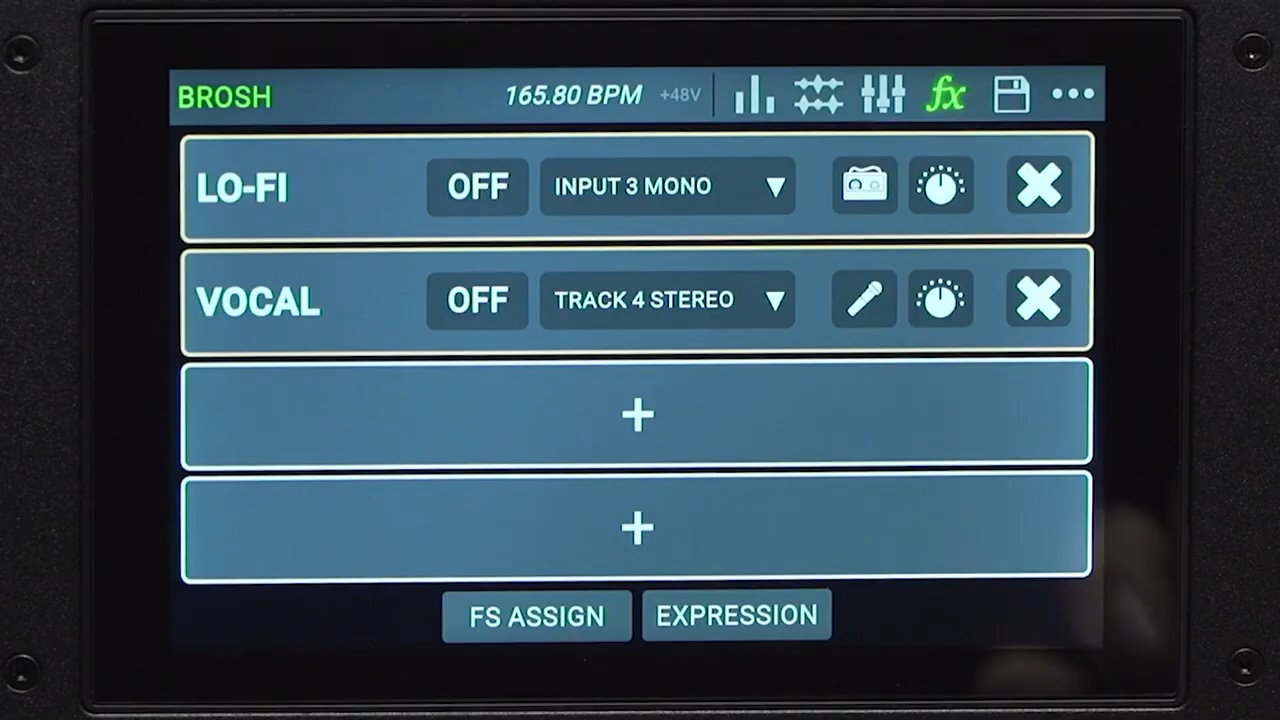 BROSH 165.80 BPM +48V fx
LO-FI OFF INPUT 3 MONO
VOCAL OFF TRACK 4 STEREO
+
+
FS ASSIGN EXPRESSION